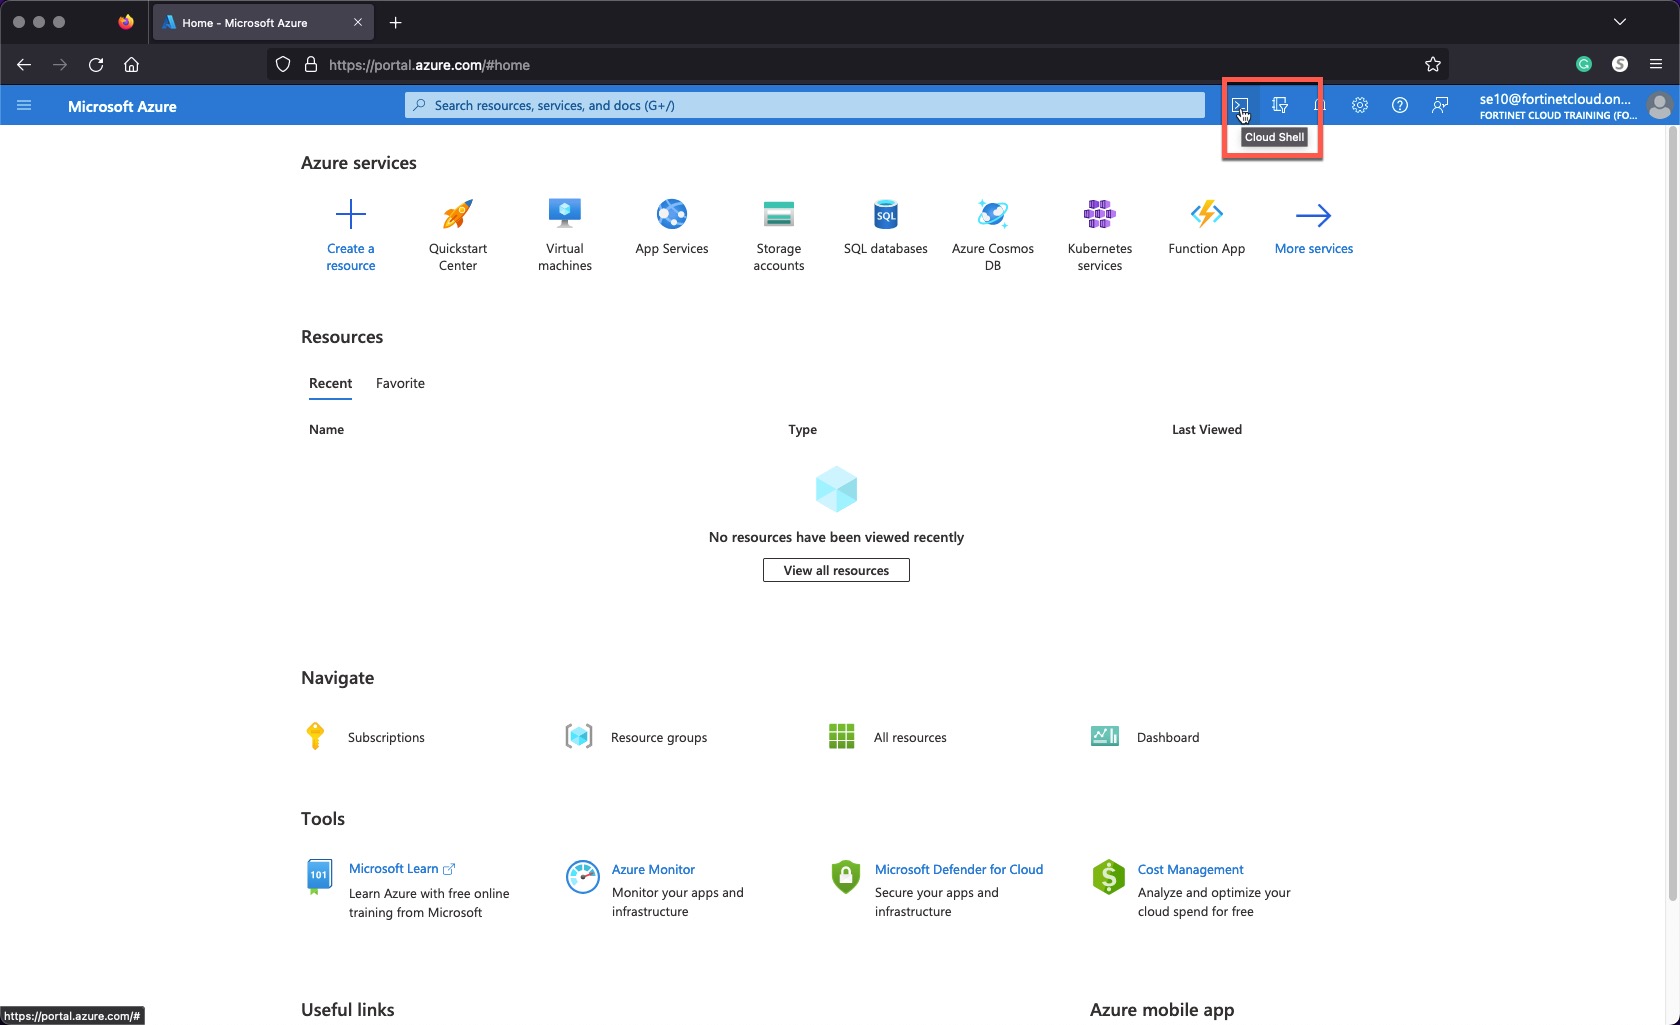 Home - Microsoft Azure
https://portal.azure.com/#home
Microsoft Azure
Search resources, services, and docs (G+/)
se10@fortinetcloud.on...
FORTINET CLOUD TRAINING (FO...
Cloud Shell
Azure services
Create a
resource
Quickstart
Center
Virtual
machines
App Services
Storage
accounts
SQL
SQL databases
Azure Cosmos
DB
Kubernetes
services
Function App
More services
Resources
Recent
Favorite
Name
Type
Last Viewed
No resources have been viewed recently
View all resources
Navigate
Subscriptions
Resource groups
All resources
Dashboard
Tools
101
Microsoft Learn
Learn Azure with free online
training from Microsoft
Azure Monitor
Monitor your apps and
infrastructure
Microsoft Defender for Cloud
Secure your apps and
infrastructure
$
Cost Management
Analyze and optimize your
cloud spend for free
Useful links
Azure mobile app
https://portal.azure.com/#